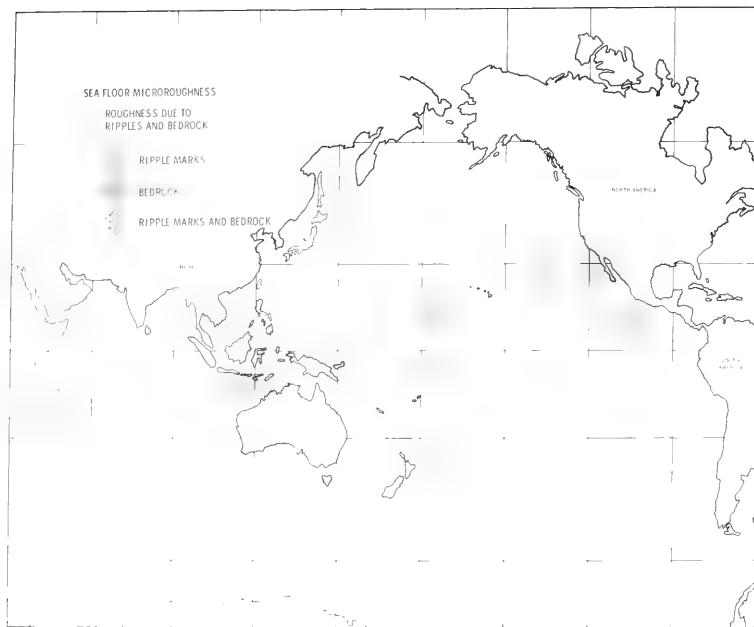 SEA FLOOR MICROROUGHNESS
ROUGHNESS DUE TO
RIPPLES AND BEDROCK
RIPPLE MARKS
BEDROCK
RIPPLE MARKS AND BEDROCK
NORTH AMERICA